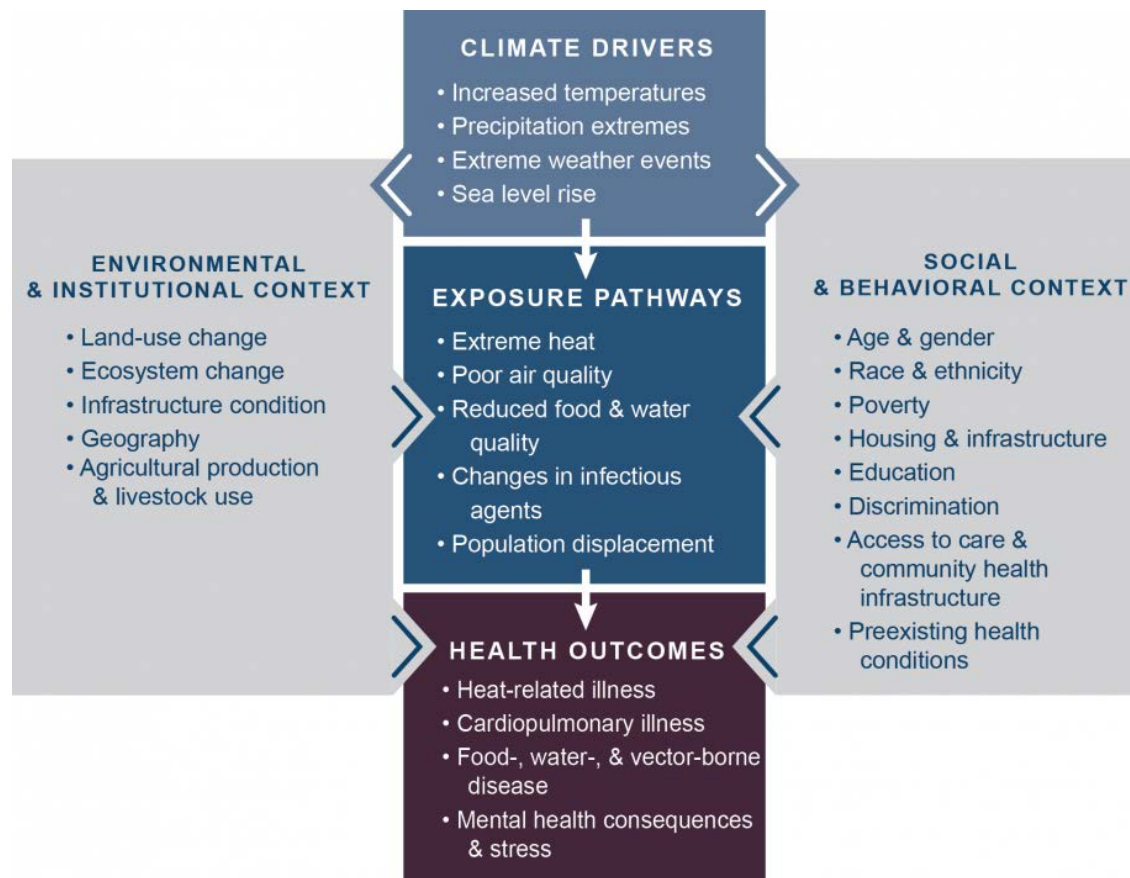 CLIMATE DRIVERS
• Increased temperatures
• Precipitation extremes
• Extreme weather events
• Sea level rise
ENVIRONMENTAL
& INSTITUTIONAL CONTEXT
• Land-use change
• Ecosystem change
• Infrastructure condition
• Geography
• Agricultural production
& livestock use
EXPOSURE PATHWAYS
• Extreme heat
• Poor air quality
• Reduced food & water
quality
• Changes in infectious
agents
• Population displacement
SOCIAL
& BEHAVIORAL CONTEXT
• Age & gender
• Race & ethnicity
• Poverty
• Housing & infrastructure
• Education
• Discrimination
• Access to care &
community health
infrastructure
• Preexisting health
conditions
HEALTH OUTCOMES
• Heat-related illness
• Cardiopulmonary illness
• Food-, water-, & vector-borne
disease
• Mental health consequences
& stress